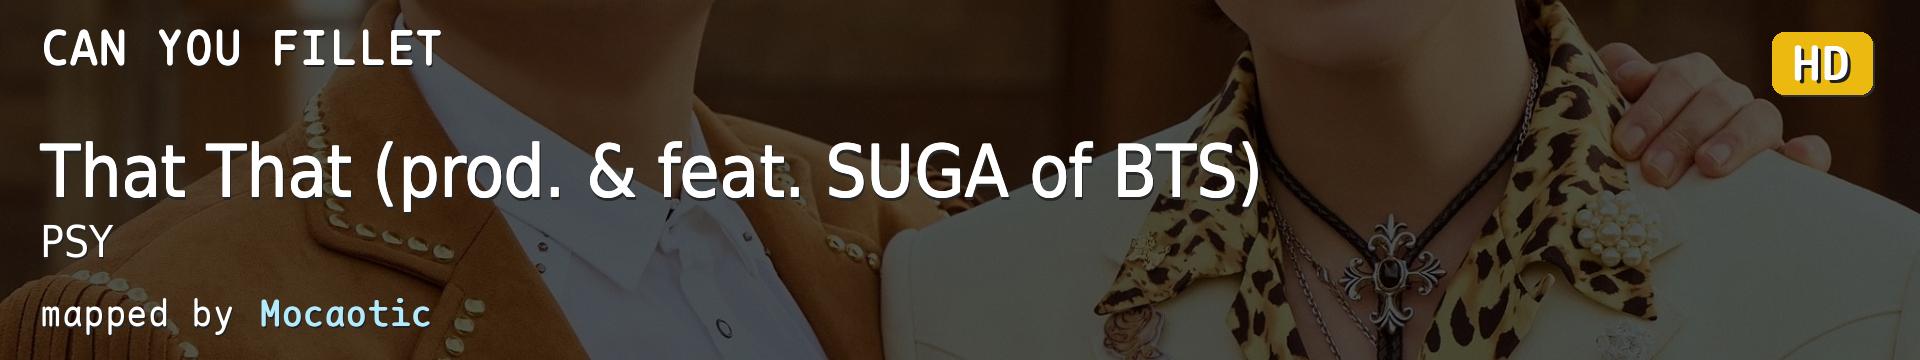 CAN YOU FILLET
HD
That That (prod. & feat. SUGA of BTS)
PSY
mapped by Mocaotic